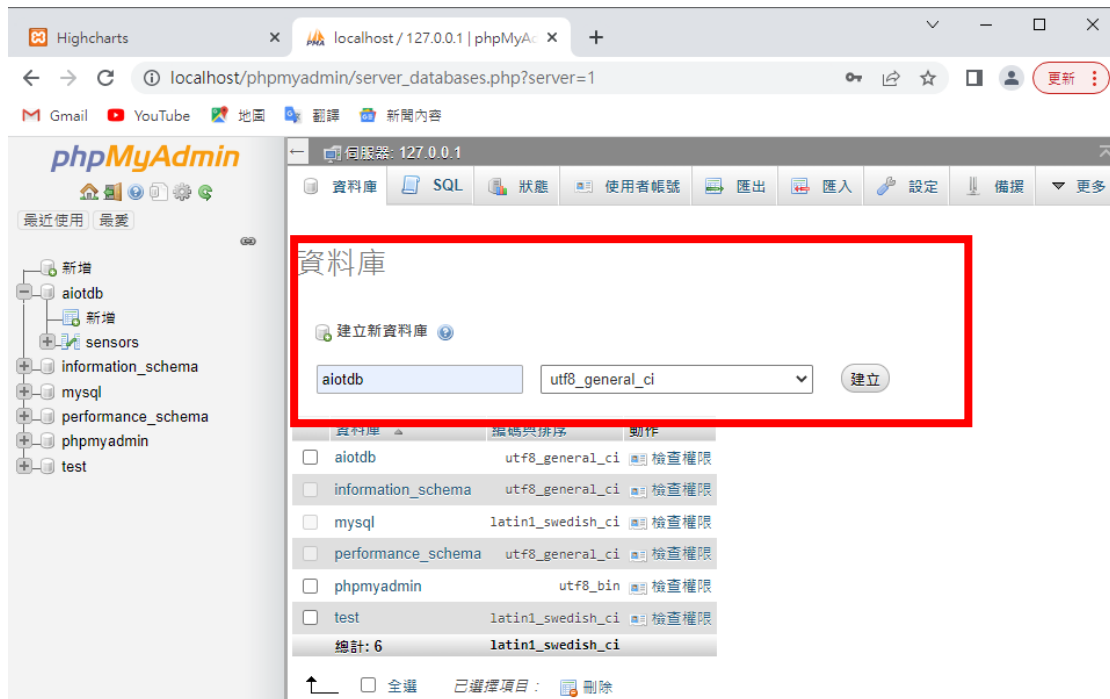 Highcharts
localhost / 127.0.0.1 | phpMyAd
localhost/phpmyadmin/server_databases.php?server=1
更新
Gmail
YouTube
地圖
翻譯
新聞內容
phpMyAdmin
最近使用
最愛
新增
aiotdb
新增
sensors
information_schema
mysql
performance_schema
phpmyadmin
test
伺服器: 127.0.0.1
資料庫
SQL
狀態
使用者帳號
匯出
匯入
設定
備援
更多
資料庫
建立新資料庫
aiotdb
utf8_general_ci
建立
資料庫 編碼與排序 動作
aiotdb utf8_general_ci 檢查權限
information_schema utf8_general_ci 檢查權限
mysql latin1_swedish_ci 檢查權限
performance_schema utf8_general_ci 檢查權限
phpmyadmin utf8_bin 檢查權限
test latin1_swedish_ci 檢查權限
總計: 6 latin1_swedish_ci
全選 已選擇項目： 刪除